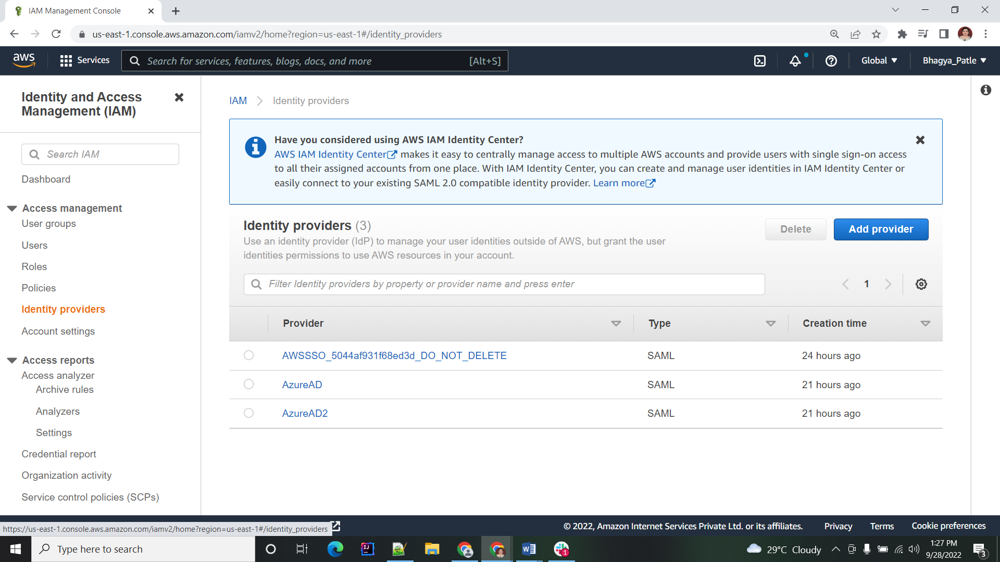 IAM Management Console
us-east-1.console.aws.amazon.com/iamv2/home?region=us-east-1#/identity_providers
aws
Services
Search for services, features, blogs, docs, and more
[Alt+S]
Global
Bhagya_Patle
Identity and Access
Management (IAM)
Search IAM
Dashboard
Access management
User groups
Users
Roles
Policies
Identity providers
Account settings
Access reports
Access analyzer
Archive rules
Analyzers
Settings
Credential report
Organization activity
Service control policies (SCPs)
IAM
Identity providers
Have you considered using AWS IAM Identity Center?
AWS IAM Identity Center makes it easy to centrally manage access to multiple AWS accounts and provide users with single sign-on access
to all their assigned accounts from one place. With IAM Identity Center, you can create and manage user identities in IAM Identity Center or
easily connect to your existing SAML 2.0 compatible identity provider. Learn more
Identity providers (3)
Use an identity provider (IdP) to manage your user identities outside of AWS, but grant the user
identities permissions to use AWS resources in your account.
Delete
Add provider
Filter Identity providers by property or provider name and press enter
1
Provider Type Creation time
AWSSSO_5044af931f68ed3d_DO_NOT_DELETE SAML 24 hours ago
AzureAD SAML 21 hours ago
AzureAD2 SAML 21 hours ago
https://us-east-1.console.aws.amazon.com/iamv2/home?region=us-east-1#/identity_providers
© 2022, Amazon Internet Services Private Ltd. or its affiliates.
Privacy
Terms
Cookie preferences
Type here to search
IJ
W
1
29°C Cloudy
1:27 PM
9/28/2022
3